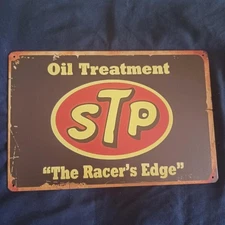 Oil Treatment
STP
"The Racer's Edge"